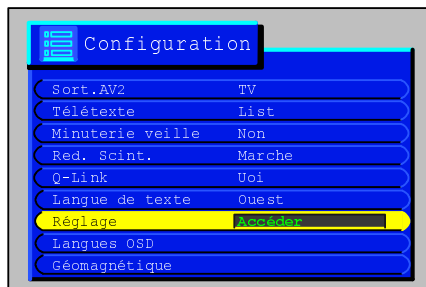 Configuration
Sort.AV2 TV
Télétexte List
Minuterie veille Non
Red. Scint. Marche
Q-Link Uoi
Langue de texte Ouest
Réglage Accéder
Langues OSD
Géomagnétique